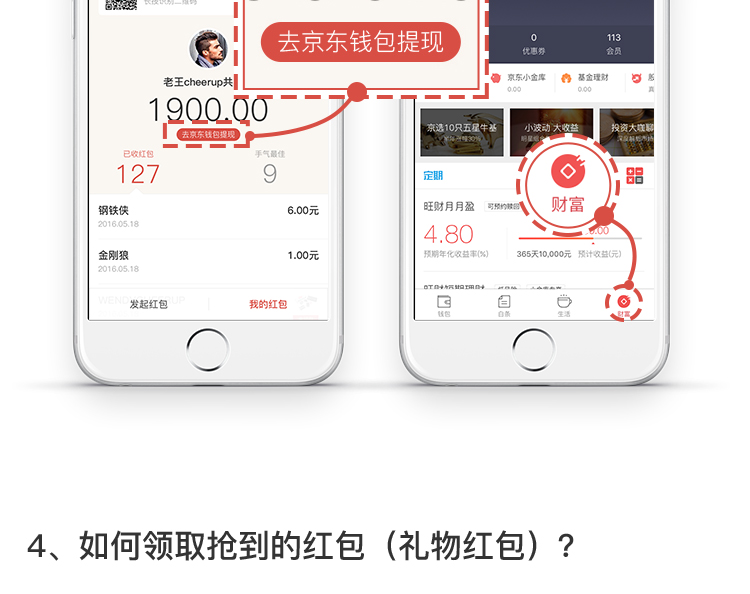 长按识别二维码
去京东钱包提现
老王cheerup共
1900.00
去京东钱包提现
已收红包
手气最佳
127
9
钢铁侠
6.00元
2016.05.18
金刚狼
1.00元
2016.05.18
发起红包
我的红包
0
113
优惠券
会员
京东小金库
0.00
基金理财
0.00
京选10只五星牛基
小波动 大收益
投资大咖聊
定期
财富
旺财月月盈
可预约赎回
4.80
预期年化收益率(%)
365天10,000元
预计收益(元)
旺财短期理财
钱包
白条
生活
财富
4、如何领取抢到的红包（礼物红包）?